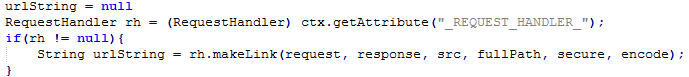 urlString = null
RequestHandler rh = (RequestHandler) ctx.getAttribute("_REQUEST_HANDLER_");
if(rh != null){
    String urlString = rh.makeLink(request, response, src, fullPath, secure, encode);
}